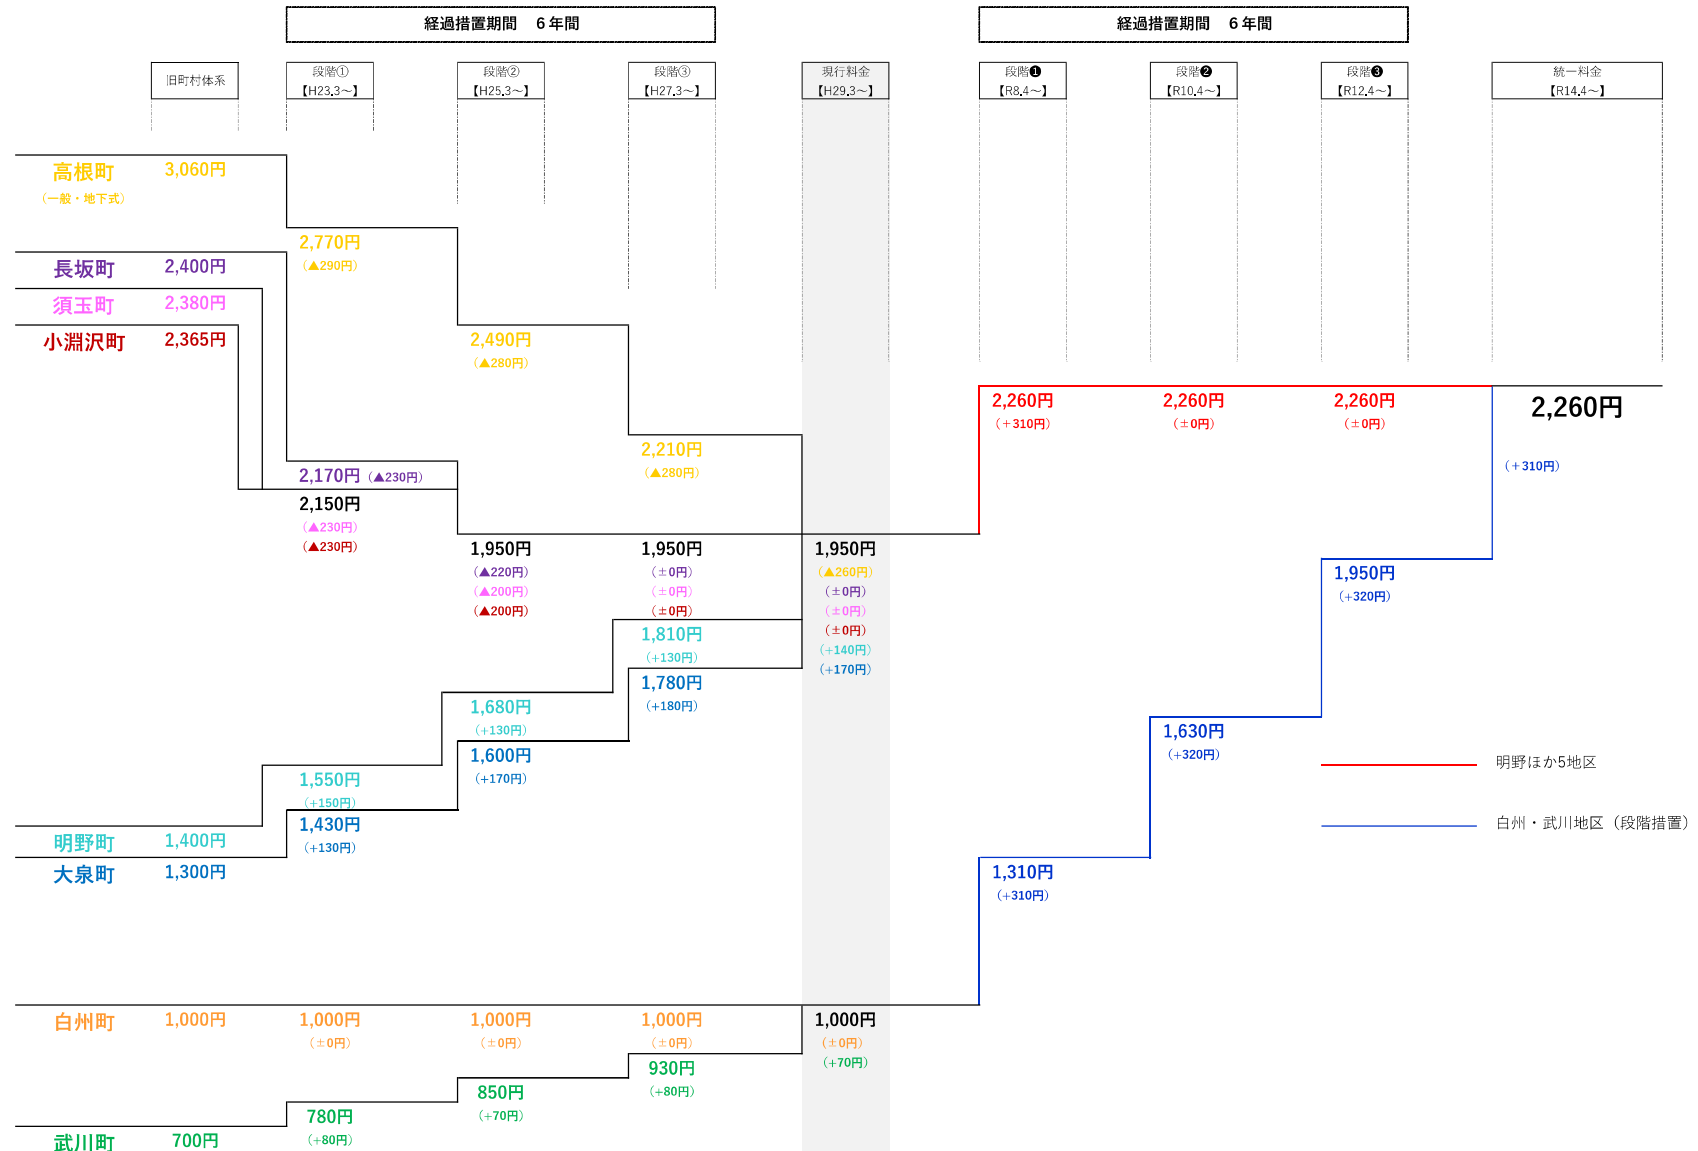 経過措置期間　6年間
経過措置期間　6年間
旧町村体系
段階①
【H23.3～】
段階②
【H25.3～】
段階③
【H27.3～】
現行料金
【H29.3～】
段階❶
【R8.4～】
段階❷
【R10.4～】
段階❸
【R12.4～】
統一料金
【R14.4～】
高根町 3,060円
（一般・地下式）
2,770円
（▲290円）
長坂町 2,400円
須玉町 2,380円
小淵沢町 2,365円
2,490円
（▲280円）
2,210円
（▲280円）
2,170円（▲230円）
2,150円
（▲230円）
（▲230円）
1,950円
（▲220円）
（▲200円）
（▲200円）
1,950円
（±0円）
（±0円）
（±0円）
1,950円
（▲260円）
（±0円）
（±0円）
（±0円）
（+140円）
（+170円）
2,260円
（＋310円）
2,260円
（±0円）
2,260円
（±0円）
2,260円
（＋310円）
1,950円
（+320円）
1,810円
（+130円）
1,780円
（+180円）
1,680円
（+130円）
1,600円
（+170円）
1,630円
（+320円）
明野ほか5地区
白州・武川地区（段階措置）
1,550円
（+150円）
1,430円
（+130円）
明野町 1,400円
大泉町 1,300円
1,310円
（+310円）
白州町 1,000円
1,000円
（±0円）
1,000円
（±0円）
1,000円
（±0円）
1,000円
（±0円）
（+70円）
930円
（+80円）
850円
（+70円）
780円
（+80円）
武川町 700円